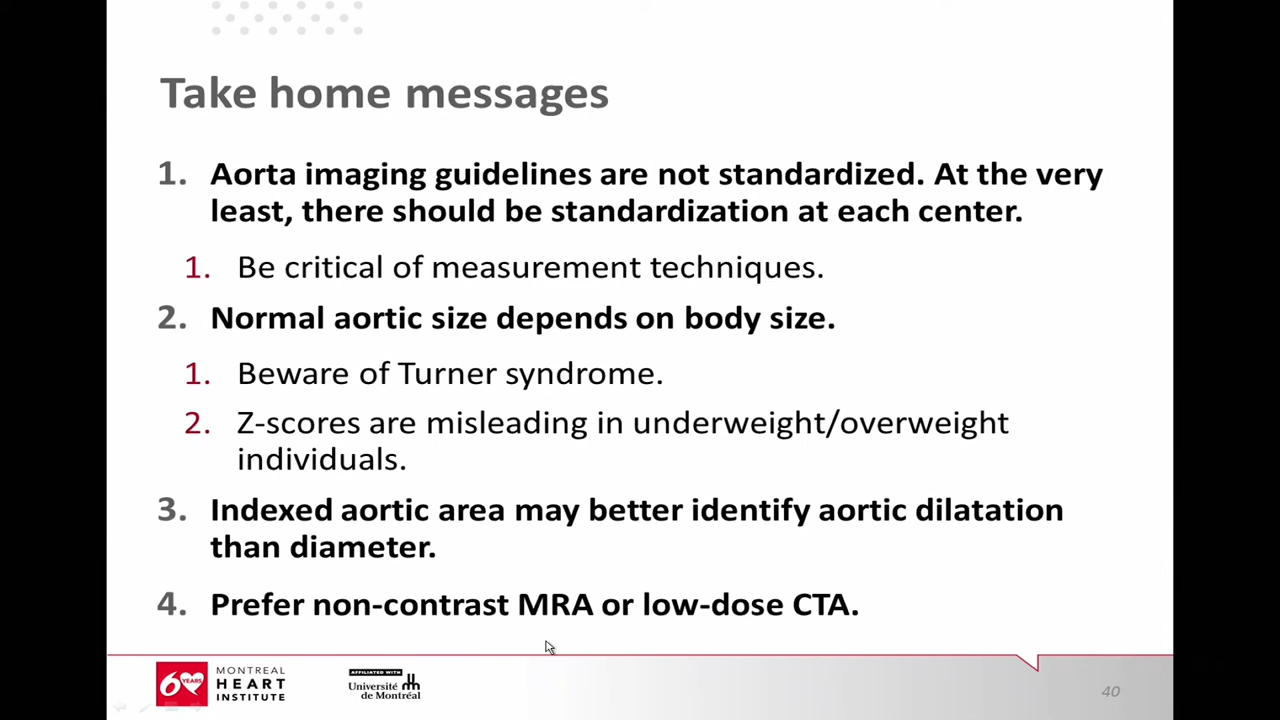 Take home messages
1. Aorta imaging guidelines are not standardized. At the very
least, there should be standardization at each center.
1. Be critical of measurement techniques.
2. Normal aortic size depends on body size.
1. Beware of Turner syndrome.
2. Z-scores are misleading in underweight/overweight
individuals.
3. Indexed aortic area may better identify aortic dilatation
than diameter.
4. Prefer non-contrast MRA or low-dose CTA.
60 YEARS
MONTREAL
HEART
INSTITUTE
AFFILIATED WITH
Université
de Montréal
40